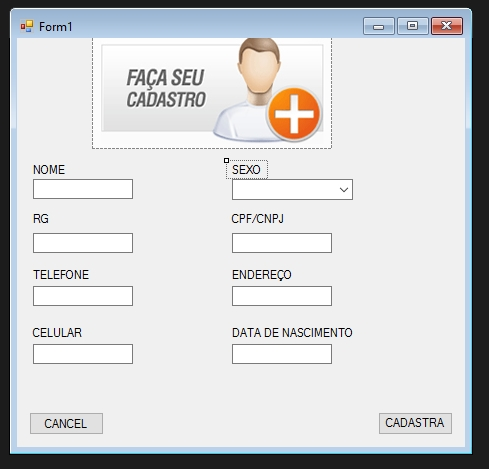 Form1
FAÇA SEU
CADASTRO
NOME
SEXO
RG
CPF/CNPJ
TELEFONE
ENDEREÇO
CELULAR
DATA DE NASCIMENTO
CANCEL
CADASTRA